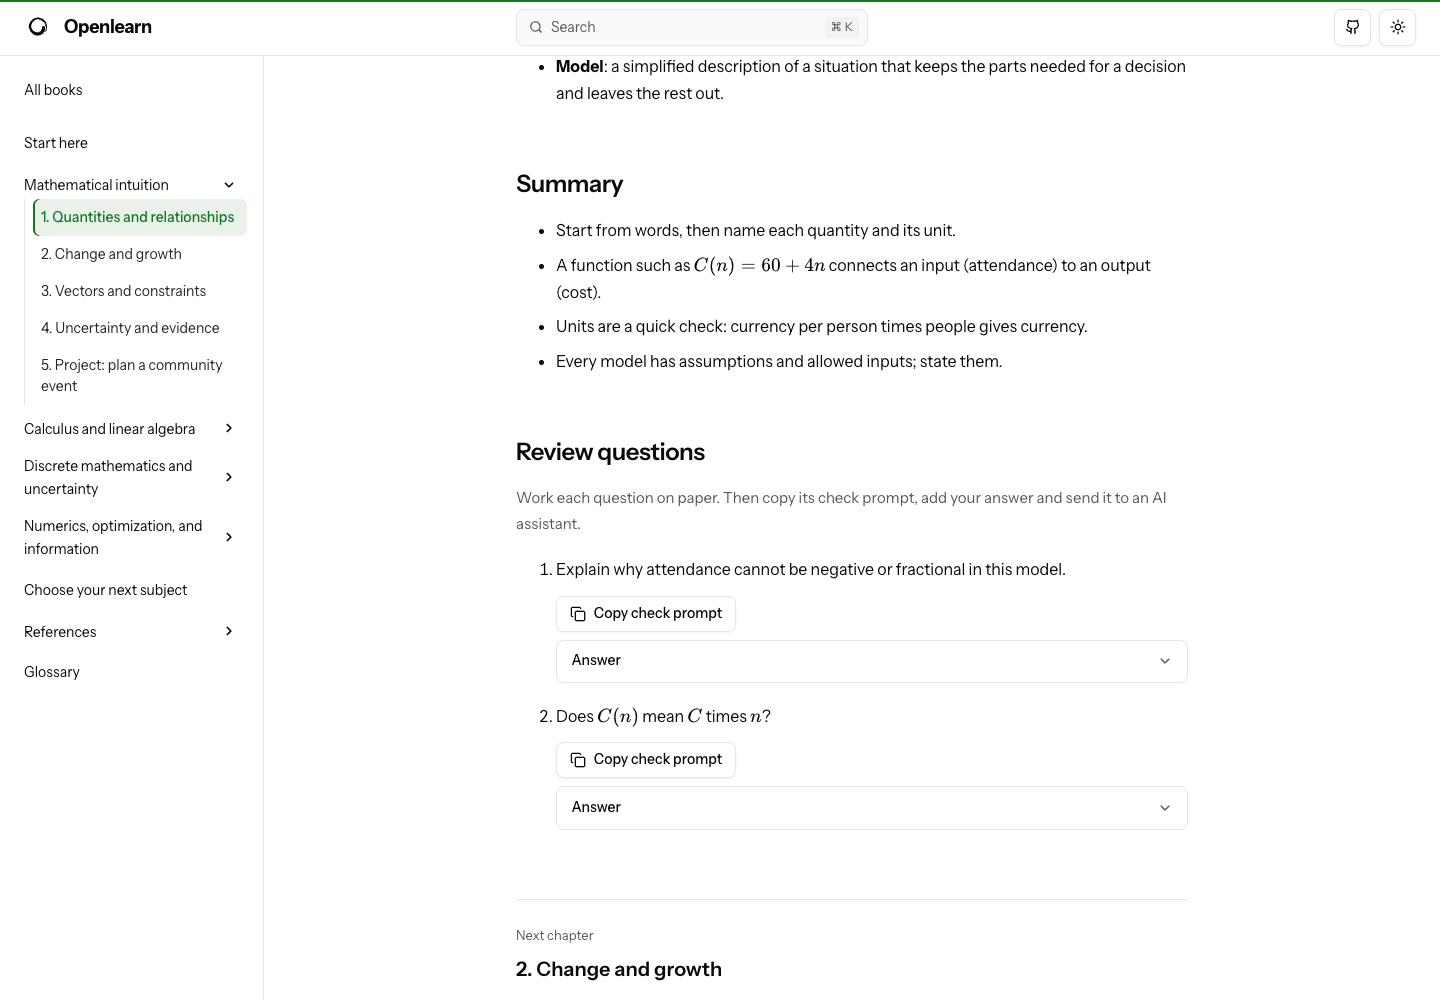 Openlearn
Search
⌘ K
All books
Start here
Mathematical intuition
1. Quantities and relationships
2. Change and growth
3. Vectors and constraints
4. Uncertainty and evidence
5. Project: plan a community
event
Calculus and linear algebra
Discrete mathematics and
uncertainty
Numerics, optimization, and
information
Choose your next subject
References
Glossary
• Model: a simplified description of a situation that keeps the parts needed for a decision
and leaves the rest out.
Summary
• Start from words, then name each quantity and its unit.
• A function such as C(n) = 60 + 4n connects an input (attendance) to an output
(cost).
• Units are a quick check: currency per person times people gives currency.
• Every model has assumptions and allowed inputs; state them.
Review questions
Work each question on paper. Then copy its check prompt, add your answer and send it to an AI
assistant.
1. Explain why attendance cannot be negative or fractional in this model.
Copy check prompt
Answer
2. Does C(n) mean C times n?
Copy check prompt
Answer
Next chapter
2. Change and growth